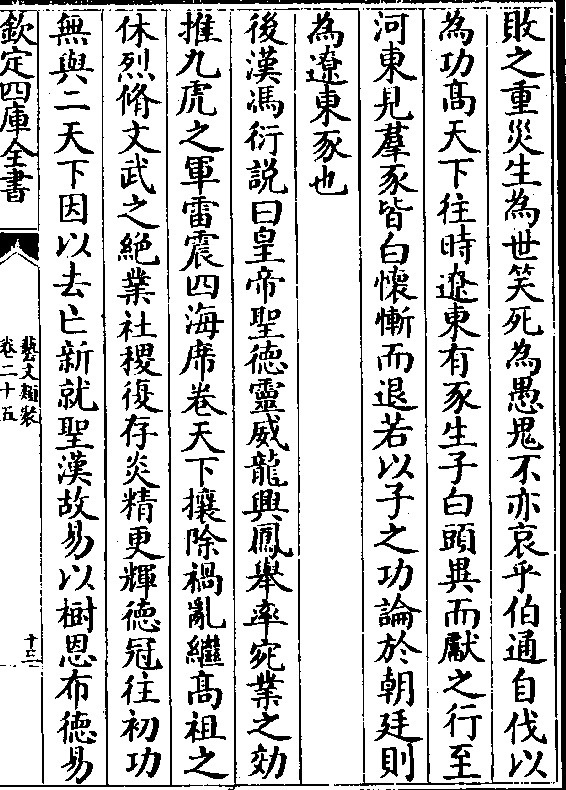 敗之重災生為世笑死為愚鬼不亦哀乎伯通自伐以
為功髙天下徃時遼東有豕生子白頭異而獻之行至
河東見羣豕皆白懷慚而退若以子之功論於朝廷則
為遼東豕也
後漢馮衍説曰皇帝聖德靈威龍興鳳舉率宛葉之効
推九虎之軍雷震四海席卷天下攘除禍亂繼髙祖之
休烈脩文武之絶業社稷復存炎精更輝德冠徃初功
無與二天下因以去亡新就聖漢故易以樹恩布德易
欽定四庫全書
藝文類聚
卷二十五
十三